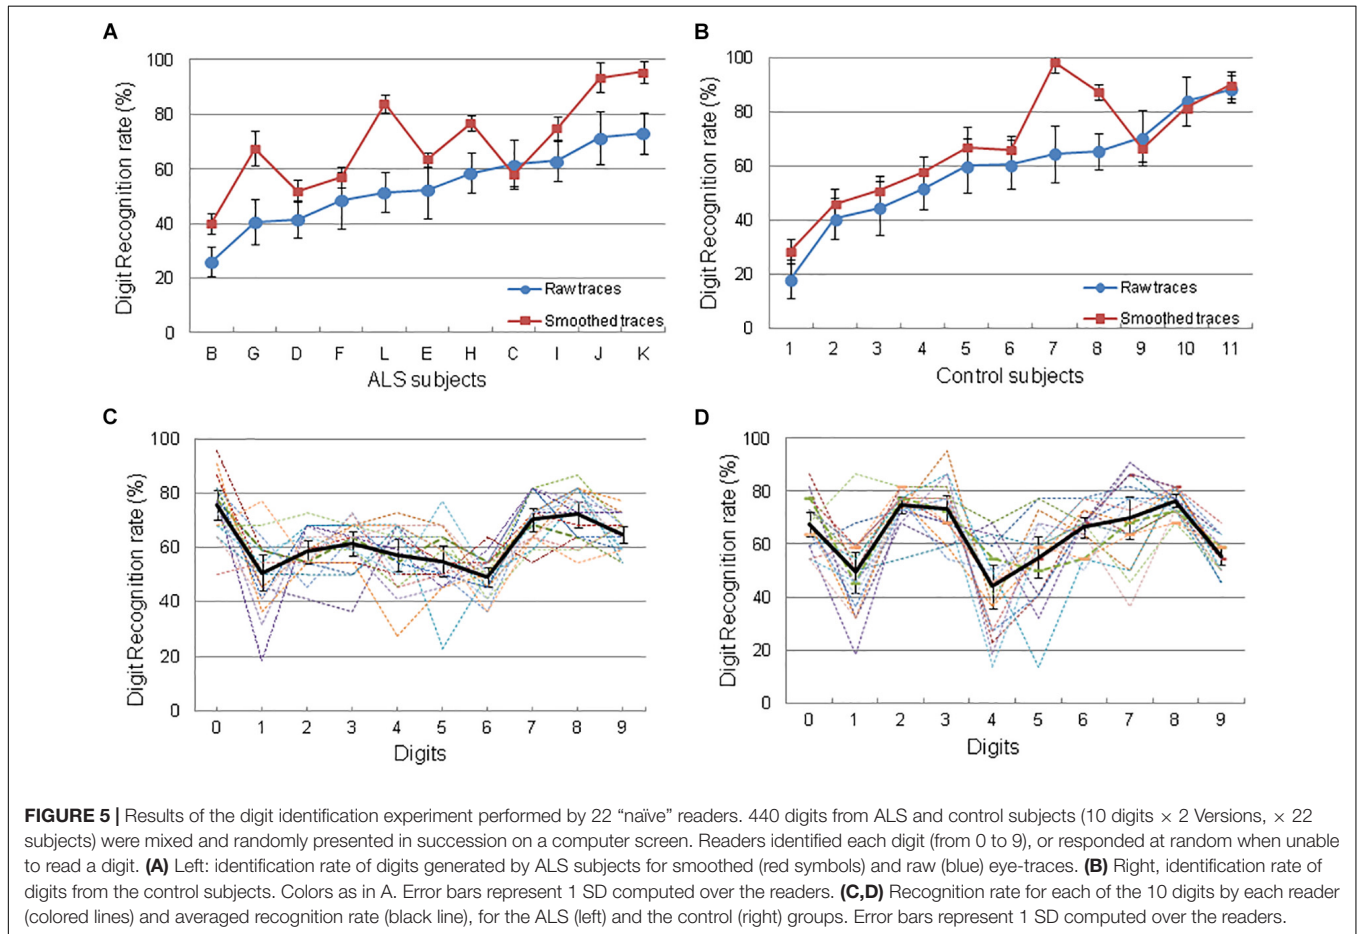 A
Digit Recognition rate (%)
100
80
60
40
20
0
Raw traces
Smoothed traces
B G D F L E H C I J K
ALS subjects
B
Digit Recognition rate (%)
100
80
60
40
20
0
Raw traces
Smoothed traces
1 2 3 4 5 6 7 8 9 10 11
Control subjects
C
Digit Recognition rate (%)
100
80
60
40
20
0
0 1 2 3 4 5 6 7 8 9
Digits
D
Digit Recognition rate (%)
100
80
60
40
20
0
0 1 2 3 4 5 6 7 8 9
Digits
FIGURE 5 | Results of the digit identification experiment performed by 22 “naïve” readers. 440 digits from ALS and control subjects (10 digits × 2 Versions, × 22
subjects) were mixed and randomly presented in succession on a computer screen. Readers identified each digit (from 0 to 9), or responded at random when unable
to read a digit. (A) Left: identification rate of digits generated by ALS subjects for smoothed (red symbols) and raw (blue) eye-traces. (B) Right, identification rate of
digits from the control subjects. Colors as in A. Error bars represent 1 SD computed over the readers. (C,D) Recognition rate for each of the 10 digits by each reader
(colored lines) and averaged recognition rate (black line), for the ALS (left) and the control (right) groups. Error bars represent 1 SD computed over the readers.